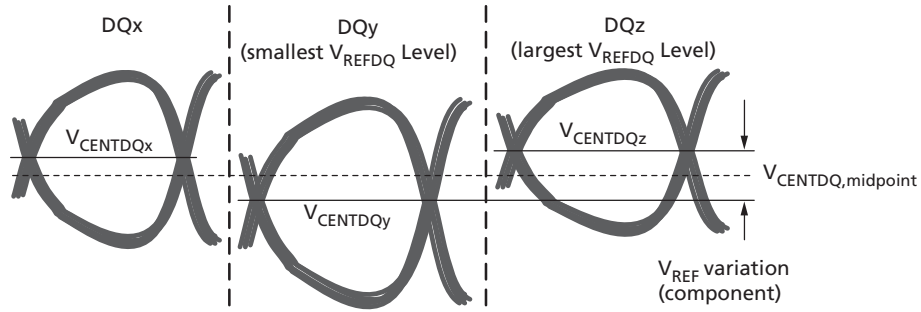 DQx
DQy
(smallest VREFDQ Level)
DQz
(largest VREFDQ Level)
VCENTDQx
VCENTDQz
VCENTDQ,midpoint
VCENTDQy
VREF variation
(component)